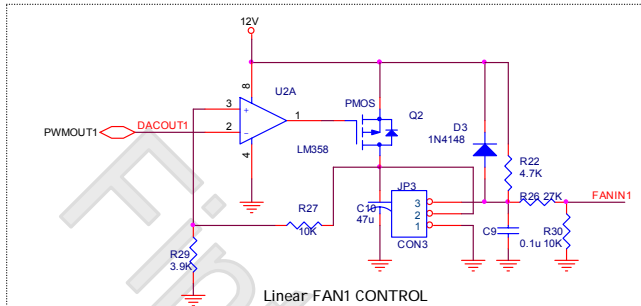 12V
8
U2A
3
+
PMOS
Q2
D3
1N4148
PWMOUT1
DACOUT1
2
-
1
LM358
R22
4.7K
4
JP3
R26 27K
FANIN1
R27
10K
C10
47u
3
2
1
R29
3.9K
CON3
C9
0.1u
R30
10K
Linear FAN1 CONTROL
Fin